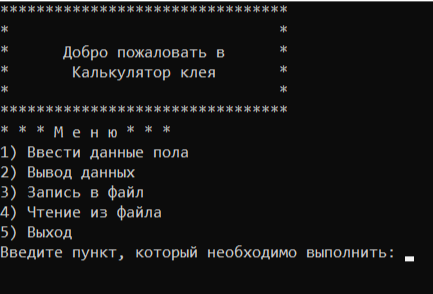 ********************************
*                              *
*      Добро пожаловать в      *
*       Калькулятор клея       *
*                              *
********************************
* * * М е н ю * * *
1) Ввести данные пола
2) Вывод данных
3) Запись в файл
4) Чтение из файла
5) Выход
Введите пункт, который необходимо выполнить: